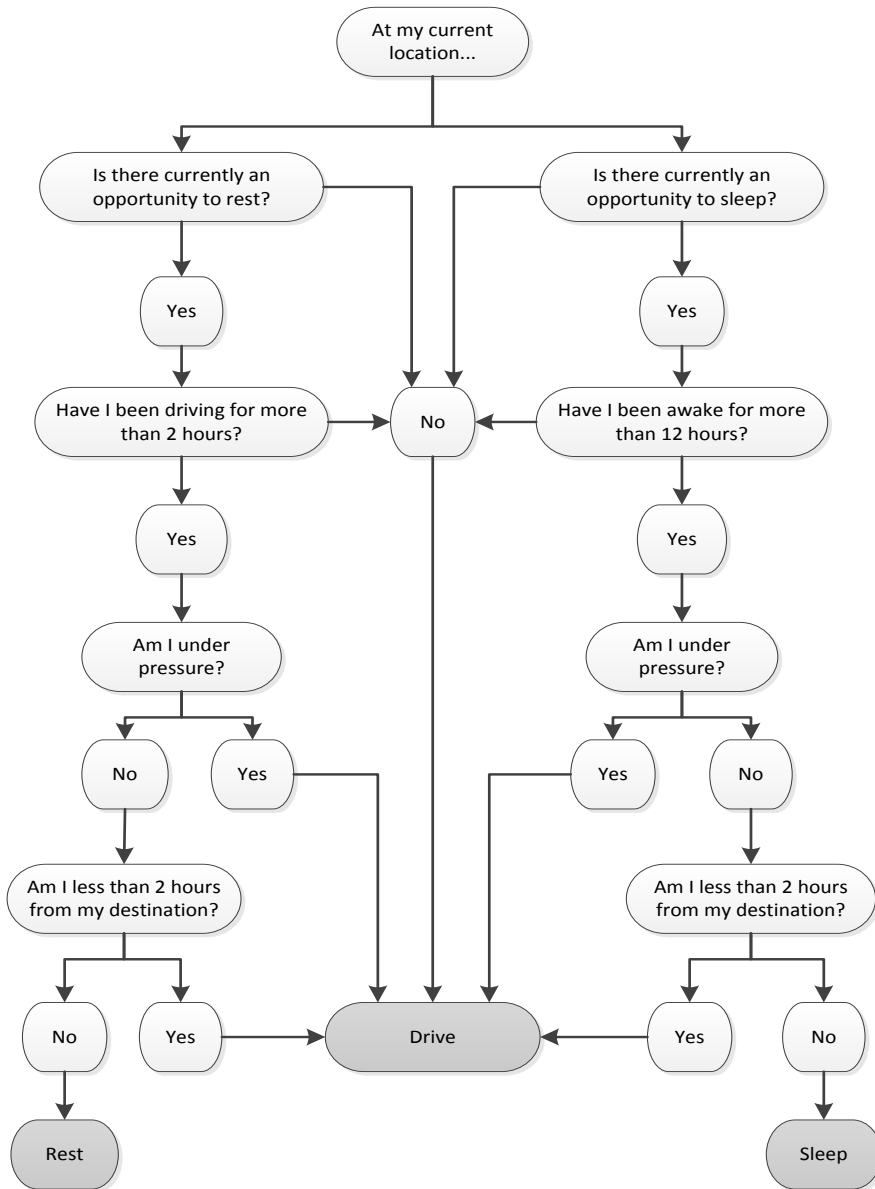 At my current
location...
Is there currently an
opportunity to rest?
Is there currently an
opportunity to sleep?
Yes
Yes
Have I been driving for more
than 2 hours?
No
Have I been awake for more
than 12 hours?
Yes
Yes
Am I under
pressure?
Am I under
pressure?
No
Yes
Yes
No
Am I less than 2 hours
from my destination?
Am I less than 2 hours
from my destination?
No
Yes
Drive
Yes
No
Rest
Sleep